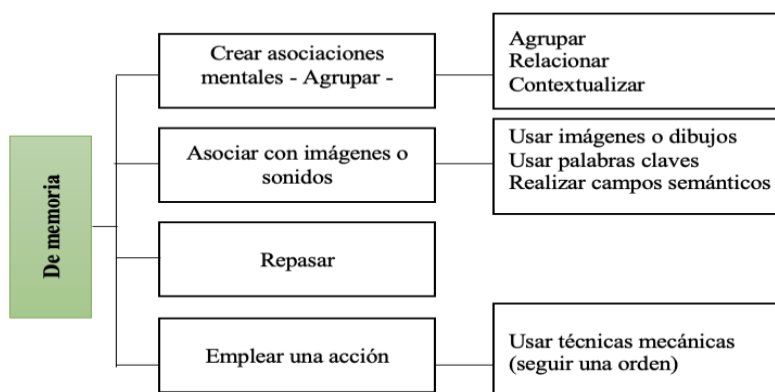 De memoria
Crear asociaciones
mentales - Agrupar -
Agrupar
Relacionar
Contextualizar
Asociar con imágenes o
sonidos
Usar imágenes o dibujos
Usar palabras claves
Realizar campos semánticos
Repasar
Emplear una acción
Usar técnicas mecánicas
(seguir una orden)